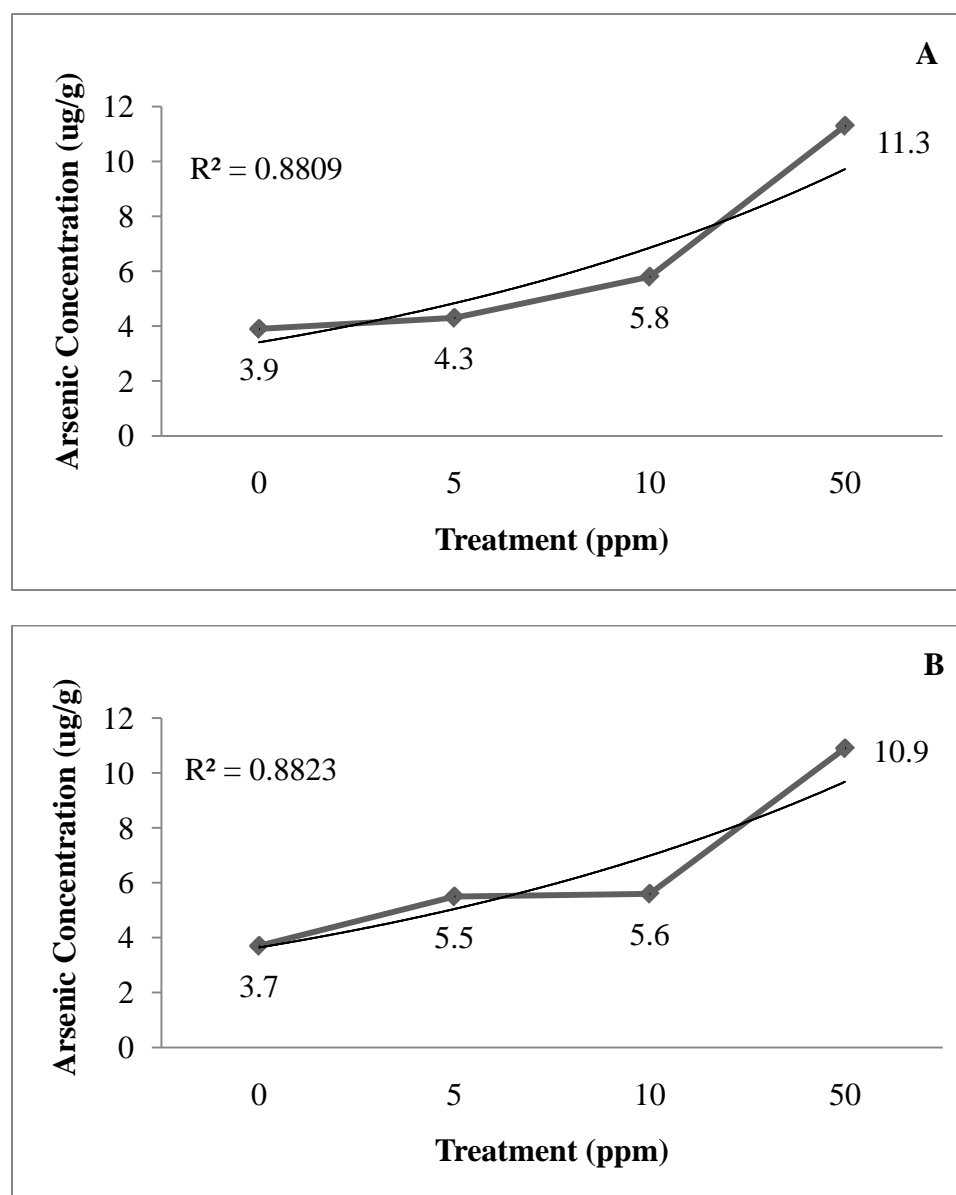 A
Arsenic Concentration (ug/g)
12
10
8
6
4
2
0
R² = 0.8809
3.9
4.3
5.8
11.3
0 5 10 50
Treatment (ppm)
B
Arsenic Concentration (ug/g)
12
10
8
6
4
2
0
R² = 0.8823
3.7
5.5
5.6
10.9
0 5 10 50
Treatment (ppm)